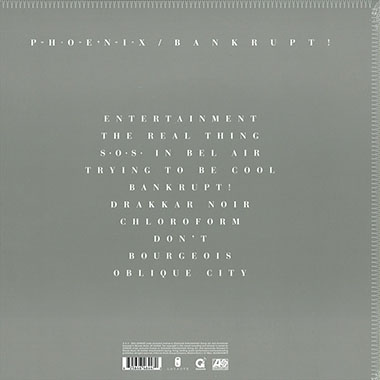 P·H·O·E·N·I·X / B A N K R U P T !
ENTERTAINMENT
THE REAL THING
S·O·S· IN BEL AIR
TRYING TO BE COOL
BANKRUPT!
DRAKKAR NOIR
CHLOROFORM
DON'T
BOURGEOIS
OBLIQUE CITY